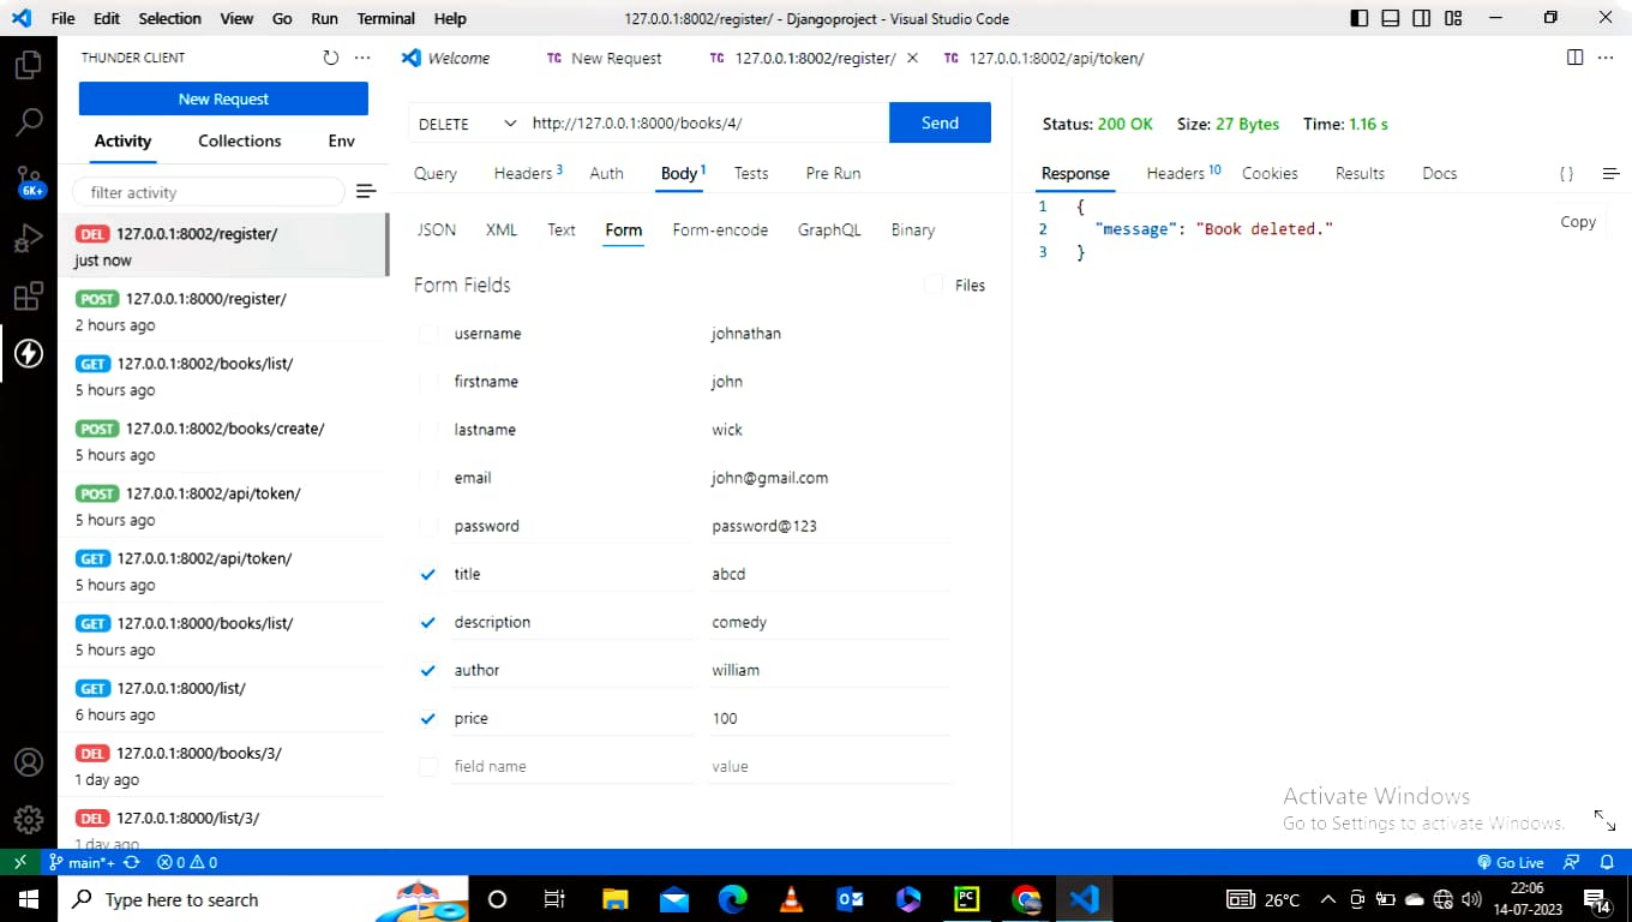 File Edit Selection View Go Run Terminal Help
127.0.0.1:8002/register/ - Djangoproject - Visual Studio Code
THUNDER CLIENT
Welcome
TC New Request
TC 127.0.0.1:8002/register/
TC 127.0.0.1:8002/api/token/
New Request
Activity Collections Env
filter activity
6K+
DEL 127.0.0.1:8002/register/
just now
POST 127.0.0.1:8000/register/
2 hours ago
GET 127.0.0.1:8002/books/list/
5 hours ago
POST 127.0.0.1:8002/books/create/
5 hours ago
POST 127.0.0.1:8002/api/token/
5 hours ago
GET 127.0.0.1:8002/api/token/
5 hours ago
GET 127.0.0.1:8000/books/list/
5 hours ago
GET 127.0.0.1:8000/list/
6 hours ago
DEL 127.0.0.1:8000/books/3/
1 day ago
DEL 127.0.0.1:8000/list/3/
1 day ago
DELETE http://127.0.0.1:8000/books/4/ Send
Query Headers 3 Auth Body 1 Tests Pre Run
JSON XML Text Form Form-encode GraphQL Binary
Form Fields Files
username johnathan
firstname john
lastname wick
email john@gmail.com
password password@123
title abcd
description comedy
author william
price 100
field name value
Status: 200 OK Size: 27 Bytes Time: 1.16 s
Response Headers 10 Cookies Results Docs { }
1 {
2 "message": "Book deleted."
3 }
Copy
Activate Windows
Go to Settings to activate Windows.
main*+ 0 0
Go Live
Type here to search
PC
26°C
22:06
14-07-2023
14